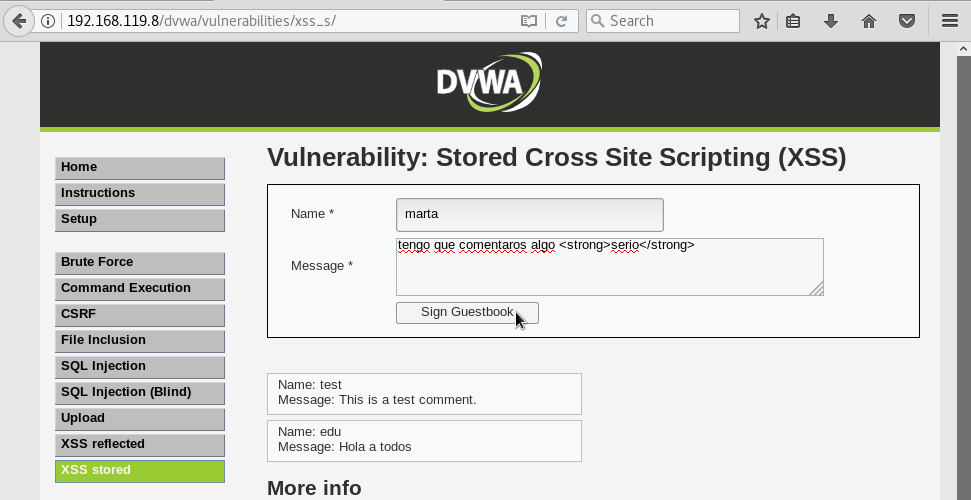 192.168.119.8/dvwa/vulnerabilities/xss_s/
Search
DVWA
Home
Instructions
Setup
Brute Force
Command Execution
CSRF
File Inclusion
SQL Injection
SQL Injection (Blind)
Upload
XSS reflected
XSS stored
Vulnerability: Stored Cross Site Scripting (XSS)
Name * marta
Message * tengo que comentaros algo <strong>serio</strong>
Sign Guestbook
Name: test
Message: This is a test comment.
Name: edu
Message: Hola a todos
More info